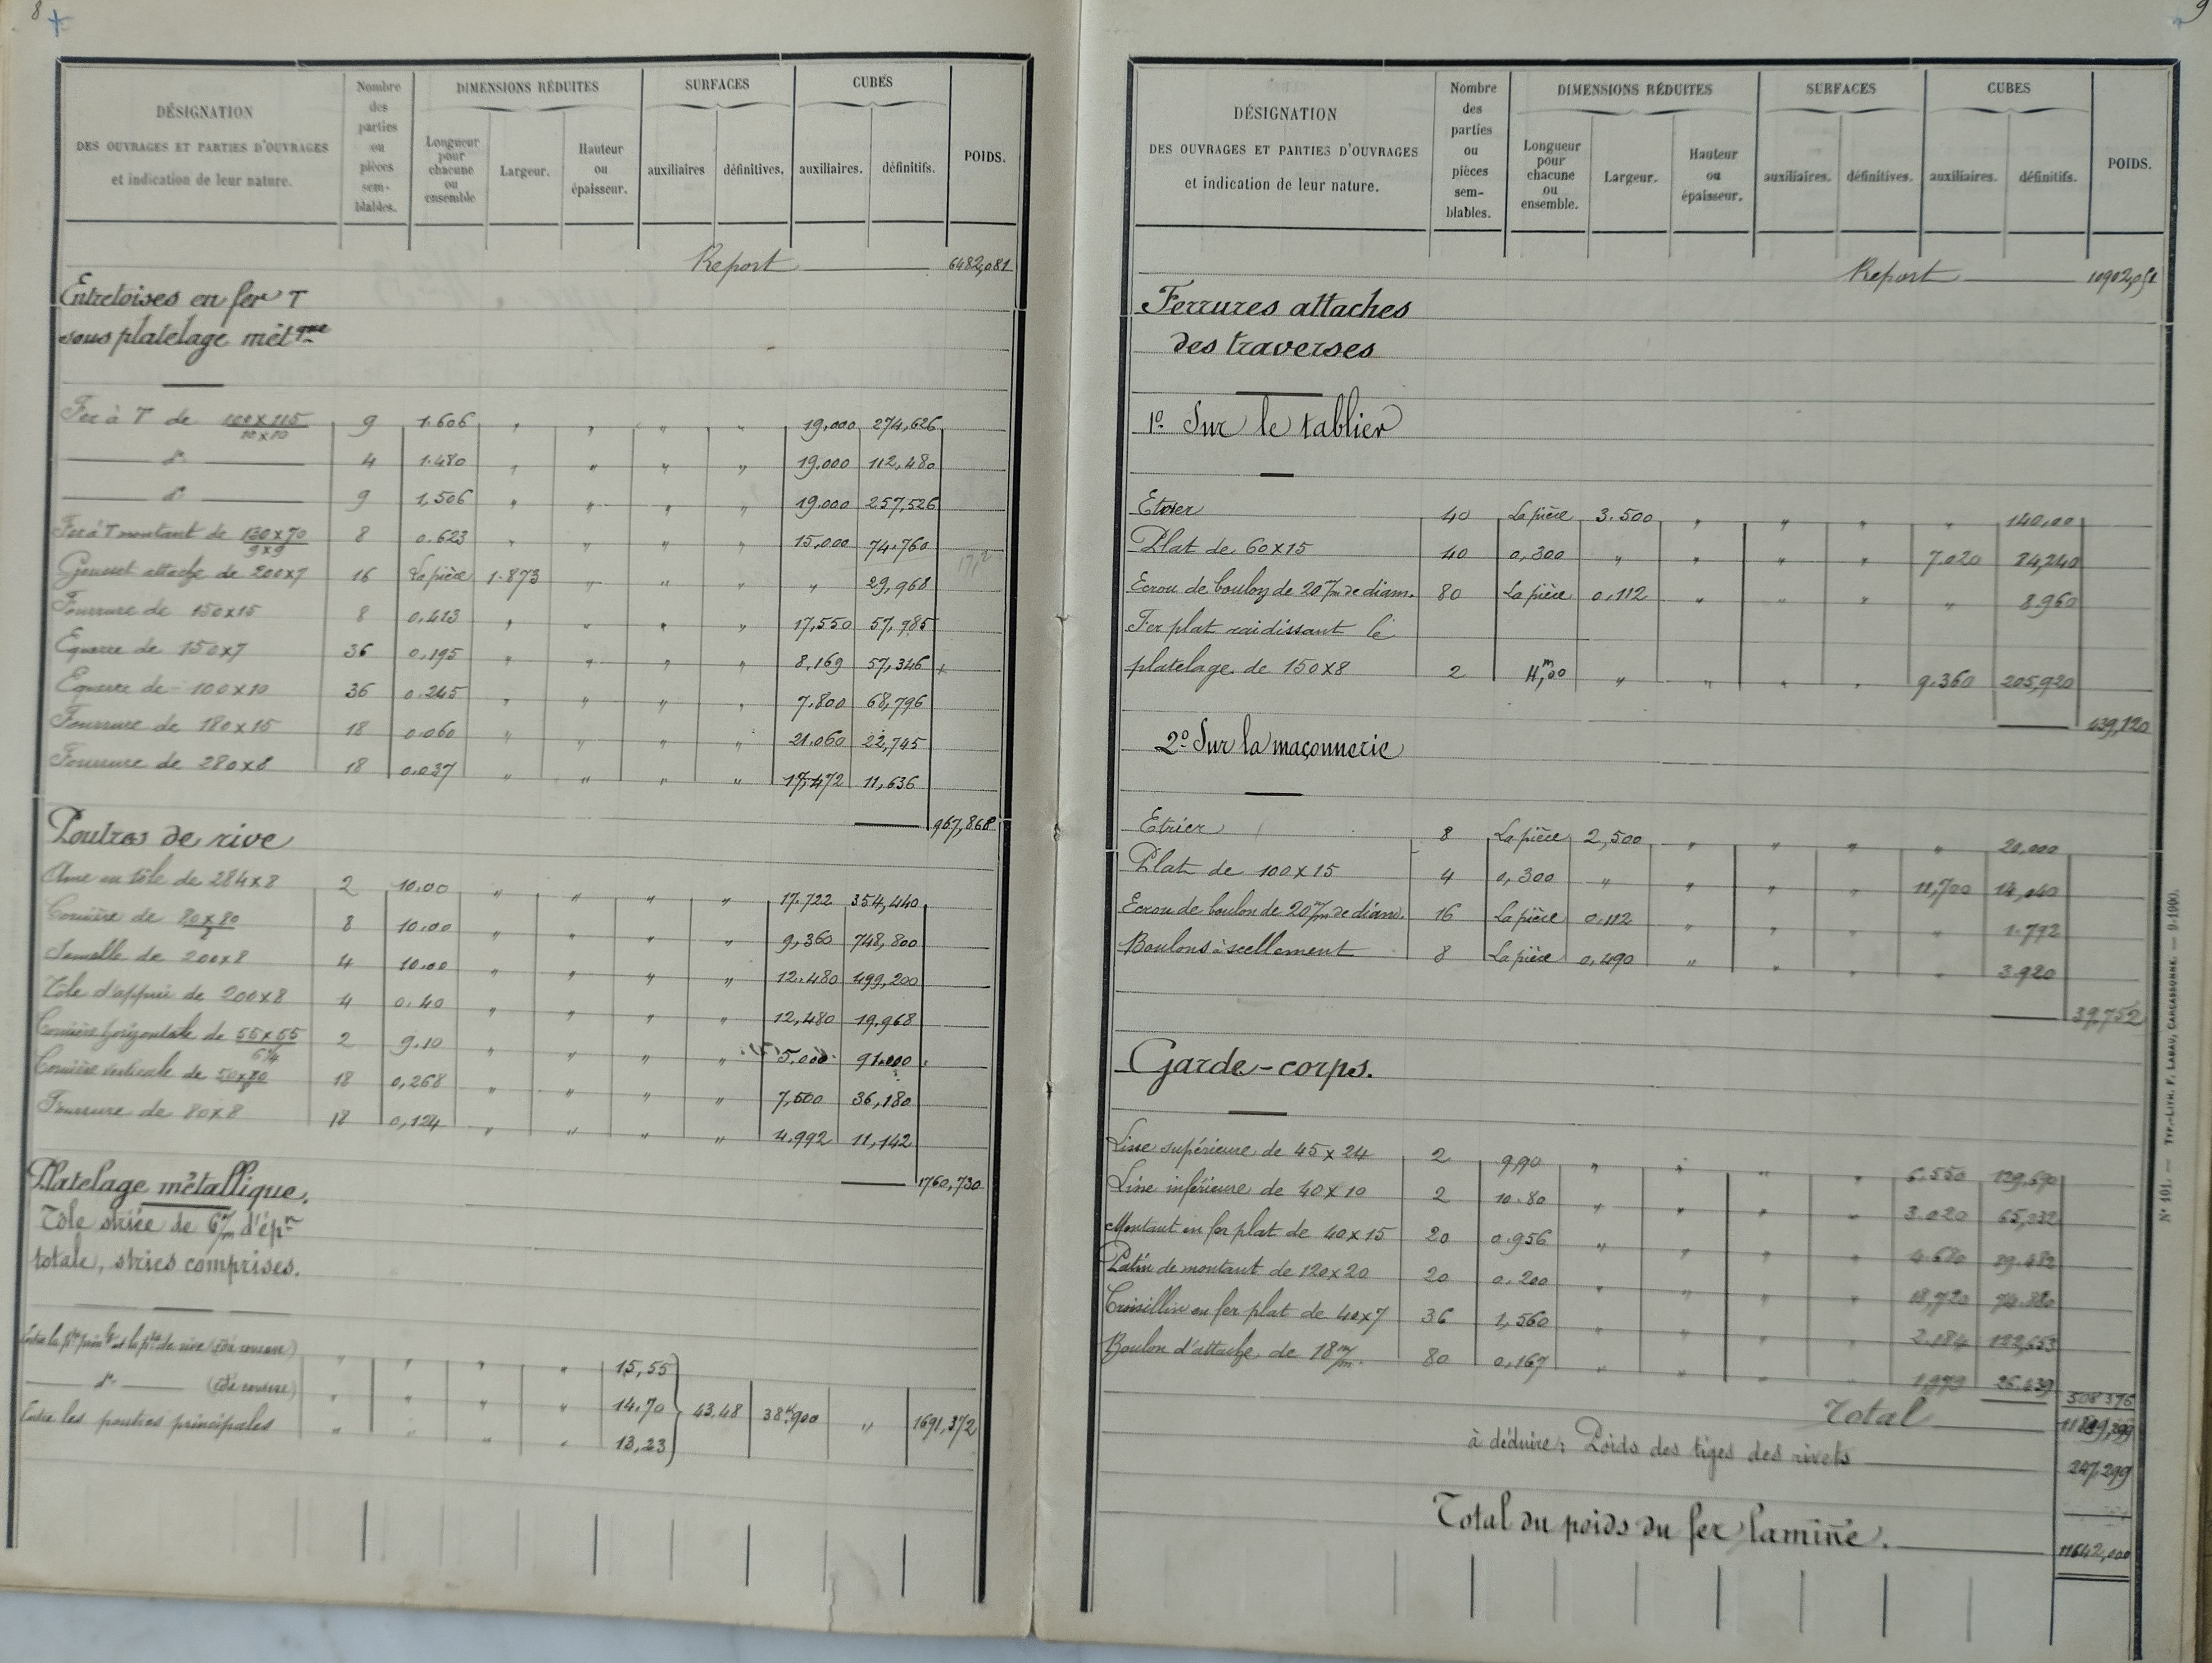 8
DÉSIGNATION
DES OUVRAGES ET PARTIES D'OUVRAGES
et indication de leur nature.
Nombre
des
parties
ou
pièces
sem-
blables.
DIMENSIONS RÉDUITES
Longueur
pour
chacune
ou
ensemble
Largeur.
Hauteur
ou
épaisseur.
SURFACES
auxiliaires
définitives.
CUBES
auxiliaires.
définitifs.
POIDS.
Report 6482,081
Entretoises en fer T
sous platelage métque
Fer à T de 100x115/10x10 9 1.606 " " " " 19.000 274,626
d° 4 1.480 " " " " 19.000 112,480
d° 9 1,506 " " " " 19.000 257,526
Fer à T montant de 130x70/9x9 8 0.623 " " " " 15,000 74.760
Gousset attache de 200x7 16 La pièce 1.873 " " " " 29,968
Fourrure de 150x15 8 0,413 " " " " 17,550 57,985
Equerre de 150x7 36 0.195 " " " " 8.169 57,346
Equerre de 100x10 36 0.245 " " " " 7.800 68,796
Fourrure de 180x15 18 0.060 " " " " 21.060 22,745
Fourrure de 280x8 18 0.037 " " " " 17,472 11,636
967,868
Poutres de rive
Ame en tôle de 284x8 2 10.00 " " " " 17.722 354,440
Cornière de 80x80 8 10.00 " " " " 9,360 748,800
Semelle de 200x8 4 10.00 " " " " 12.480 499,200
Tôle d'appui de 200x8 4 0.40 " " " " 12,480 19,968
Cornière horizontale de 55x55 2 9.10 " " " " 5.000 91.000
Cornière verticale de 18 0,268 " " " " 7,500 36,180
Fourrure de 80x8 18 0,124 " " " " 4.992 11,142
1760,730
Platelage métallique.
Tôle striée de 6m/m d'épr
totale, stries comprises.
Entre la ptre prinle et la ptre de rive " " " " 15,55
d° " " " " 14.70 43.48 38k900 " 1691,372
Entre les poutres principales " " " " 13,23
9
DÉSIGNATION
DES OUVRAGES ET PARTIES D'OUVRAGES
et indication de leur nature.
Nombre
des
parties
ou
pièces
sem-
blables.
DIMENSIONS RÉDUITES
Longueur
pour
chacune
ou
ensemble.
Largeur.
Hauteur
ou
épaisseur.
SURFACES
auxiliaires.
définitives.
CUBES
auxiliaires.
définitifs.
POIDS.
Report 10902,051
Ferrures attaches
des traverses
1° Sur le tablier
Etrier 40 La pièce 3.500 " " " " 140,00
Plat de 60x15 40 0,300 " " " " 7.020 84,240
Ecrou de boulon de 20m/m de diam. 80 La pièce 0,112 " " " " 8.960
Fer plat raidissant le
platelage de 150x8 2 11m,00 " " " " 9.360 205,920
439,120
2° Sur la maçonnerie
Etrier 8 La pièce 2,500 " " " " 20,000
Plat de 100x15 4 0,300 " " " " 11,700 14,040
Ecrou de boulon de 20m/m de diam. 16 La pièce 0.112 " " " " 1.792
Boulons à scellement 8 La pièce 0,490 " " " " 3.920
39,752
Garde-corps.
Lisse supérieure de 45x24 2 9,90 " " " " 6.550 129,690
Lisse inférieure de 40x10 2 10.80 " " " " 3.020 65,232
Montant en fer plat de 40x15 20 0.956 " " " " 4.680 89.482
Patin de montant de 120x20 20 0.200 " " " " 18,720 74.880
Croisillon en fer plat de 40x7 36 1,560 " " " " 2.184 122,653
Boulon d'attache de 18m/m. 80 0,167 " " " " 1,979 26.439
508376
Total
à déduire: Poids des tiges des rivets 247,299
Total du poids du fer laminé. 11642,000
N° 101. — TYP.-LITH. F. LABAU, CARCASSONNE. — 9-1900.